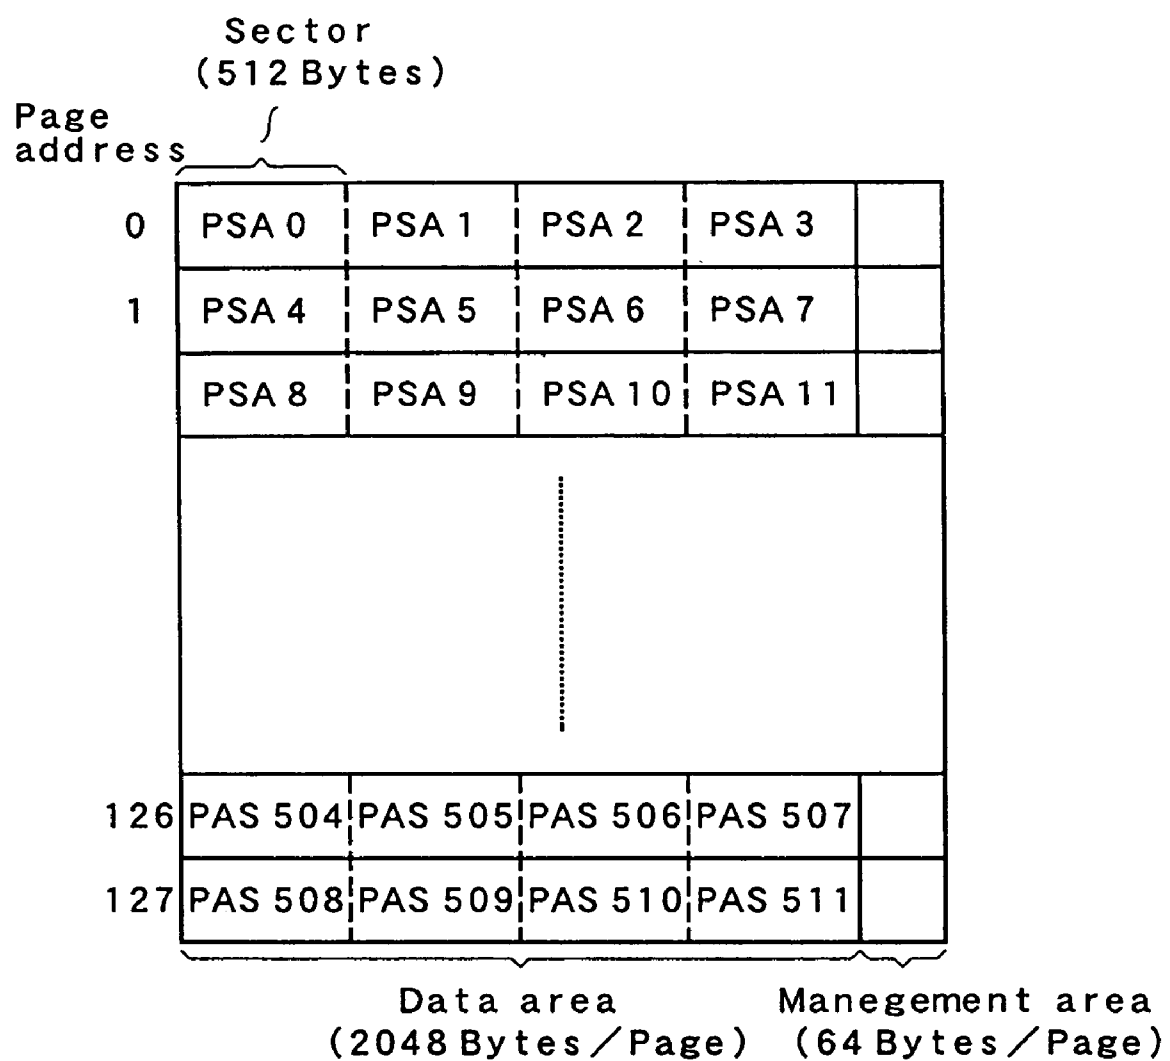 Sector
(512 Bytes)
Page
address
0 PSA 0 PSA 1 PSA 2 PSA 3
1 PSA 4 PSA 5 PSA 6 PSA 7
PSA 8 PSA 9 PSA 10 PSA 11
126 PAS 504 PAS 505 PAS 506 PAS 507
127 PAS 508 PAS 509 PAS 510 PAS 511
Data area Manegement area
(2048 Bytes/Page) (64 Bytes/Page)